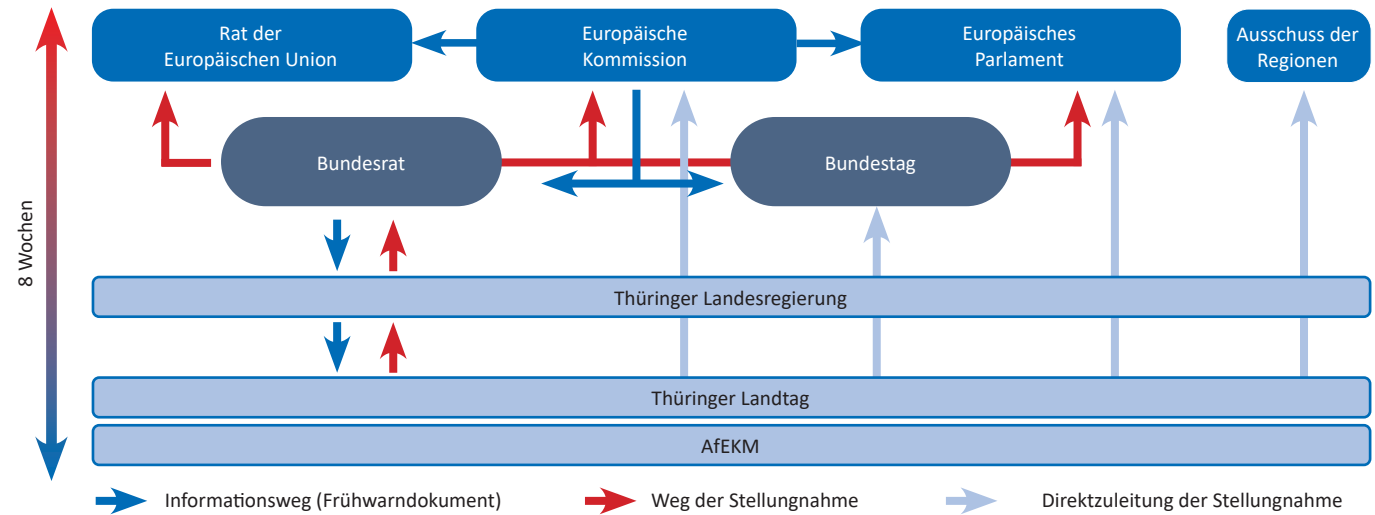 Rat der
Europäischen Union
Europäische
Kommission
Europäisches
Parlament
Ausschuss der
Regionen
Bundesrat
Bundestag
8 Wochen
Thüringer Landesregierung
Thüringer Landtag
AfEKM
Informationsweg (Frühwarndokument)
Weg der Stellungnahme
Direktzuleitung der Stellungnahme